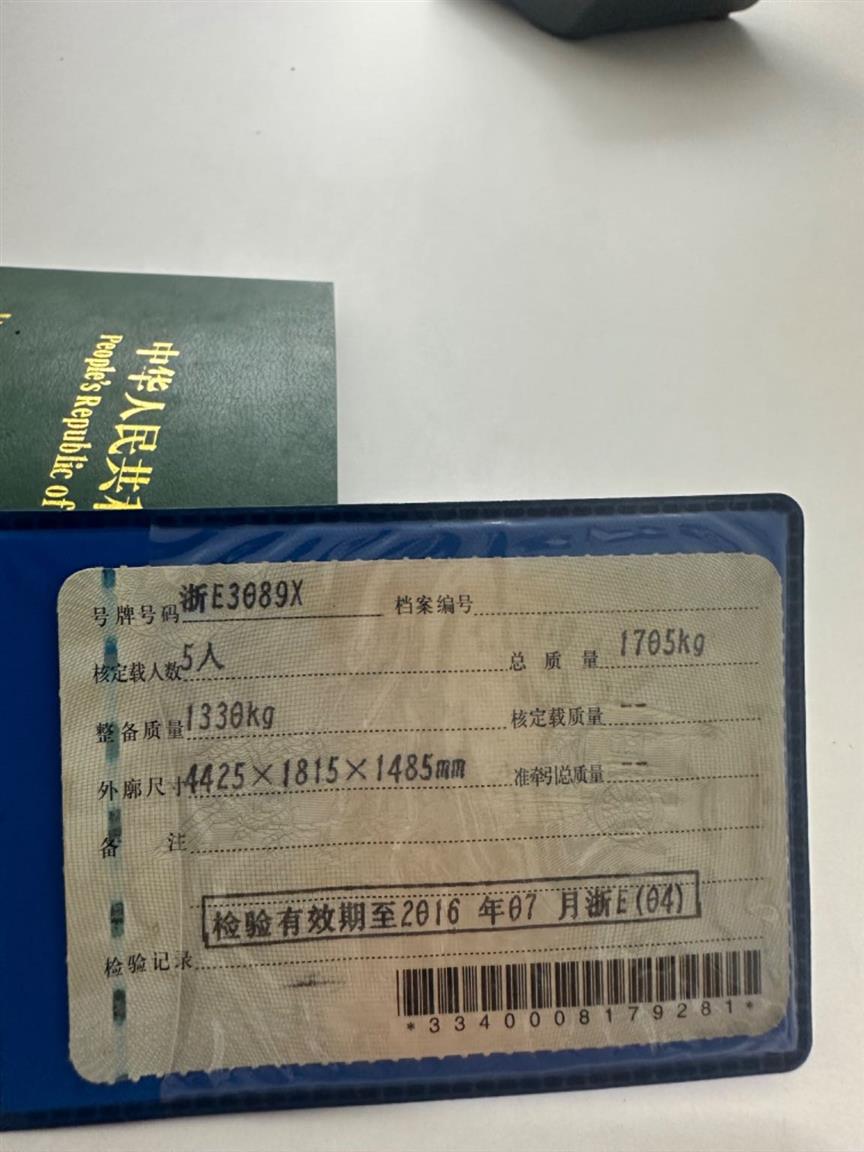 中华人民共和
People's Republic of
号牌号码 浙E3089X 档案编号
核定载人数 5人 总质量 1705kg
整备质量 1330kg 核定载质量 --
外廓尺寸 4425×1815×1485mm 准牵引总质量 --
备注
检验有效期至2016年07月浙E(04)
检验记录
*3340008179281*